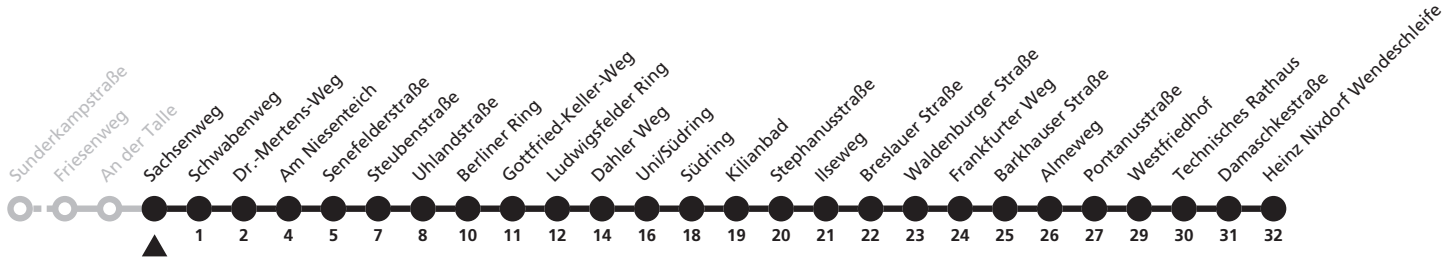 Sunderkampstraße
Friesenweg
An der Talle
Sachsenweg
Schwabenweg
Dr.-Mertens-Weg
Am Niesenteich
Senefelderstraße
Steubenstraße
Uhlandstraße
Berliner Ring
Gottfried-Keller-Weg
Ludwigsfelder Ring
Dahler Weg
Uni/Südring
Südring
Kilianbad
Stephanusstraße
Ilseweg
Breslauer Straße
Waldenburger Straße
Frankfurter Weg
Barkhauser Straße
Almeweg
Pontanusstraße
Westfriedhof
Technisches Rathaus
Damaschkestraße
Heinz Nixdorf Wendeschleife
1 2 4 5 7 8 10 11 12 14 16 18 19 20 21 22 23 24 25 26 27 29 30 31 32